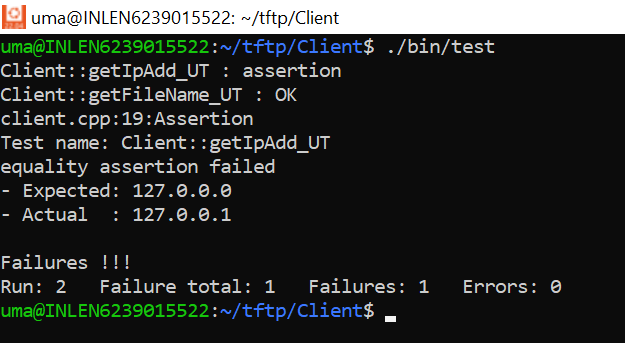 uma@INLEN6239015522: ~/tftp/Client
uma@INLEN6239015522:~/tftp/Client$ ./bin/test
Client::getIpAdd_UT : assertion
Client::getFileName_UT : OK
client.cpp:19:Assertion
Test name: Client::getIpAdd_UT
equality assertion failed
- Expected: 127.0.0.0
- Actual  : 127.0.0.1
Failures !!!
Run: 2   Failure total: 1   Failures: 1   Errors: 0
uma@INLEN6239015522:~/tftp/Client$